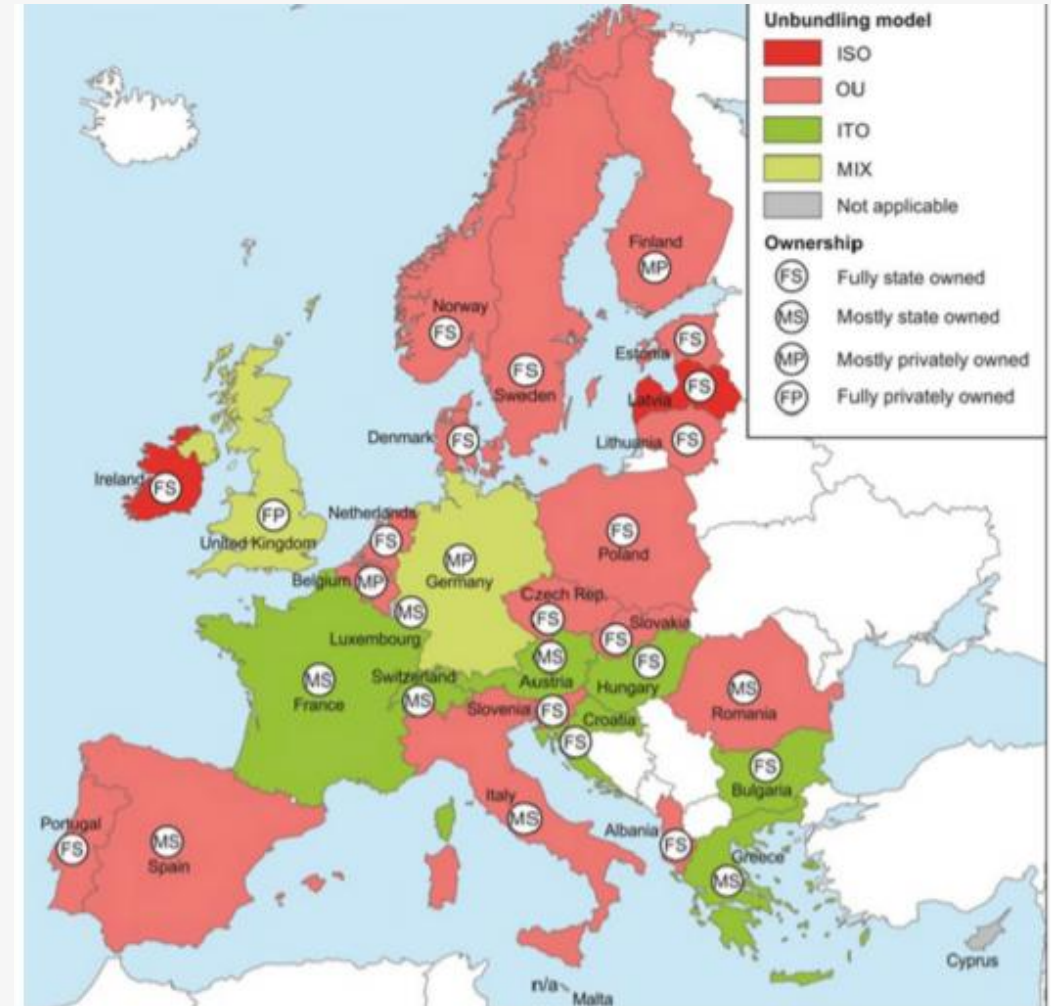 Unbundling model
ISO
OU
ITO
MIX
Not applicable
Ownership
FS Fully state owned
MS Mostly state owned
MP Mostly privately owned
FP Fully privately owned
Finland
MP
Norway
FS
FS
Sweden
Estonia
FS
Latvia
FS
Lithuania
FS
Denmark
FS
Ireland
FS
FP
United Kingdom
Netherlands
FS
Belgium
MP
MP
Germany
FS
Poland
Luxembourg
MS
Czech Rep.
FS
Slovakia
FS
MS
Austria
FS
Hungary
MS
France
Switzerland
MS
Slovenia
FS
Croatia
FS
MS
Romania
FS
Bulgaria
Italy
MS
Albania
FS
Greece
MS
Portugal
FS
MS
Spain
Cyprus
n/a
Malta